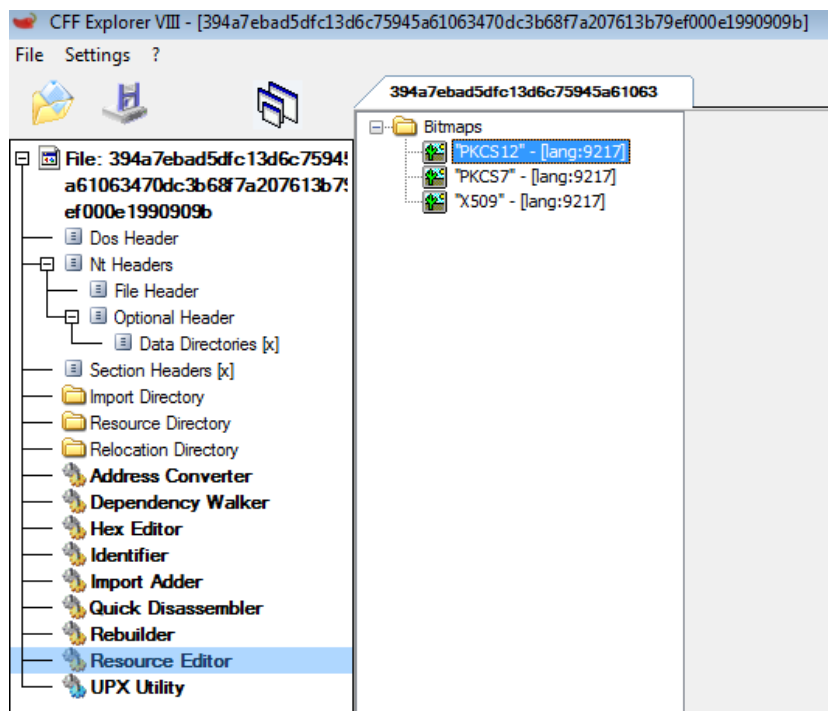 CFF Explorer VIII - [394a7ebad5dfc13d6c75945a61063470dc3b68f7a207613b79ef000e1990909b]
File Settings ?
394a7ebad5dfc13d6c75945a61063
File: 394a7ebad5dfc13d6c7594!
a61063470dc3b68f7a207613b7!
ef000e1990909b
Dos Header
Nt Headers
File Header
Optional Header
Data Directories [x]
Section Headers [x]
Import Directory
Resource Directory
Relocation Directory
Address Converter
Dependency Walker
Hex Editor
Identifier
Import Adder
Quick Disassembler
Rebuilder
Resource Editor
UPX Utility
Bitmaps
"PKCS12" - [lang:9217]
"PKCS7" - [lang:9217]
"X509" - [lang:9217]